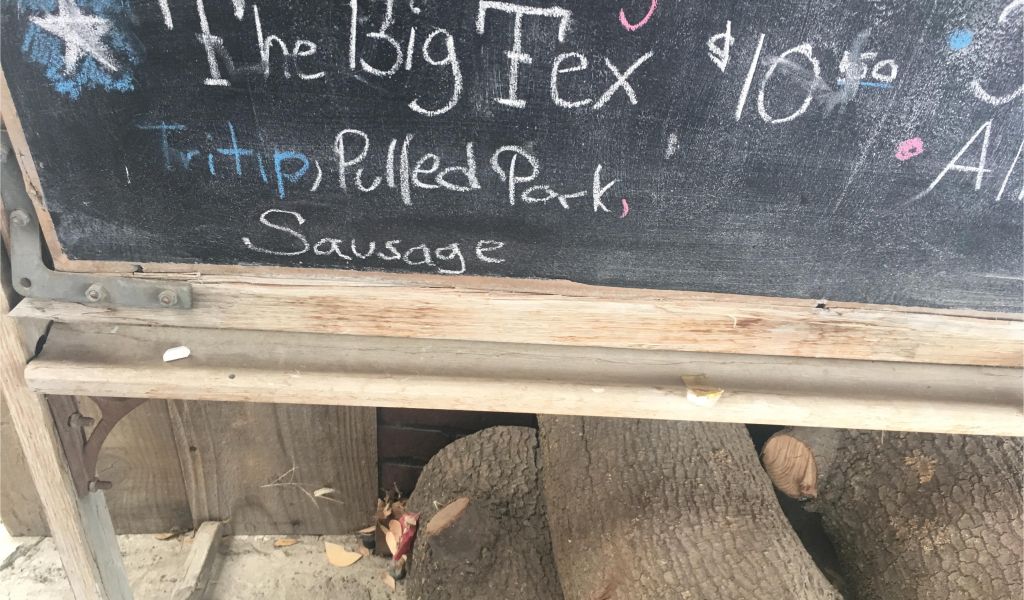 The Big Tex $10.50
Tritip, Pulled Pork,
Sausage